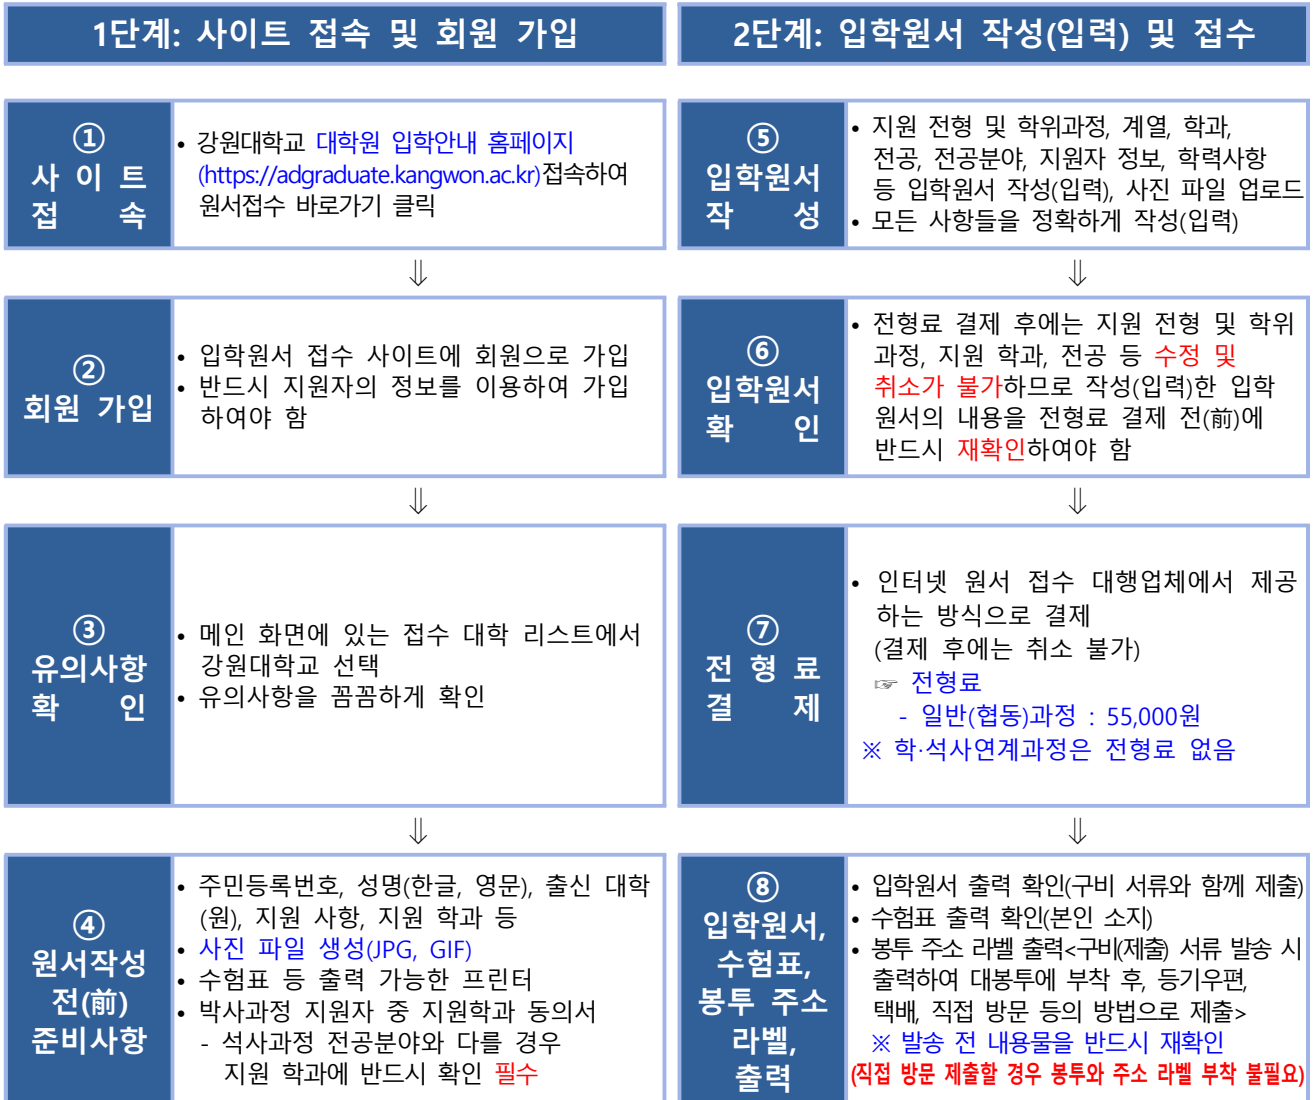 1단계: 사이트 접속 및 회원 가입
①
사 이 트
접 속
• 강원대학교 대학원 입학안내 홈페이지
(https://adgraduate.kangwon.ac.kr)접속하여
원서접수 바로가기 클릭
⇓
②
회원 가입
• 입학원서 접수 사이트에 회원으로 가입
• 반드시 지원자의 정보를 이용하여 가입
하여야 함
⇓
③
유의사항
확 인
• 메인 화면에 있는 접수 대학 리스트에서
강원대학교 선택
• 유의사항을 꼼꼼하게 확인
⇓
④
원서작성
전(前)
준비사항
• 주민등록번호, 성명(한글, 영문), 출신 대학
(원), 지원 사항, 지원 학과 등
• 사진 파일 생성(JPG, GIF)
• 수험표 등 출력 가능한 프린터
• 박사과정 지원자 중 지원학과 동의서
- 석사과정 전공분야와 다를 경우
지원 학과에 반드시 확인 필수
2단계: 입학원서 작성(입력) 및 접수
⑤
입학원서
작 성
• 지원 전형 및 학위과정, 계열, 학과,
전공, 전공분야, 지원자 정보, 학력사항
등 입학원서 작성(입력), 사진 파일 업로드
• 모든 사항들을 정확하게 작성(입력)
⇓
⑥
입학원서
확 인
• 전형료 결제 후에는 지원 전형 및 학위
과정, 지원 학과, 전공 등 수정 및
취소가 불가하므로 작성(입력)한 입학
원서의 내용을 전형료 결제 전(前)에
반드시 재확인하여야 함
⇓
⑦
전 형 료
결 제
• 인터넷 원서 접수 대행업체에서 제공
하는 방식으로 결제
(결제 후에는 취소 불가)
☞ 전형료
- 일반(협동)과정 : 55,000원
※ 학·석사연계과정은 전형료 없음
⇓
⑧
입학원서,
수험표,
봉투 주소
라벨,
출력
• 입학원서 출력 확인(구비 서류와 함께 제출)
• 수험표 출력 확인(본인 소지)
• 봉투 주소 라벨 출력<구비(제출) 서류 발송 시
출력하여 대봉투에 부착 후, 등기우편,
택배, 직접 방문 등의 방법으로 제출>
※ 발송 전 내용물을 반드시 재확인
(직접 방문 제출할 경우 봉투와 주소 라벨 부착 불필요)